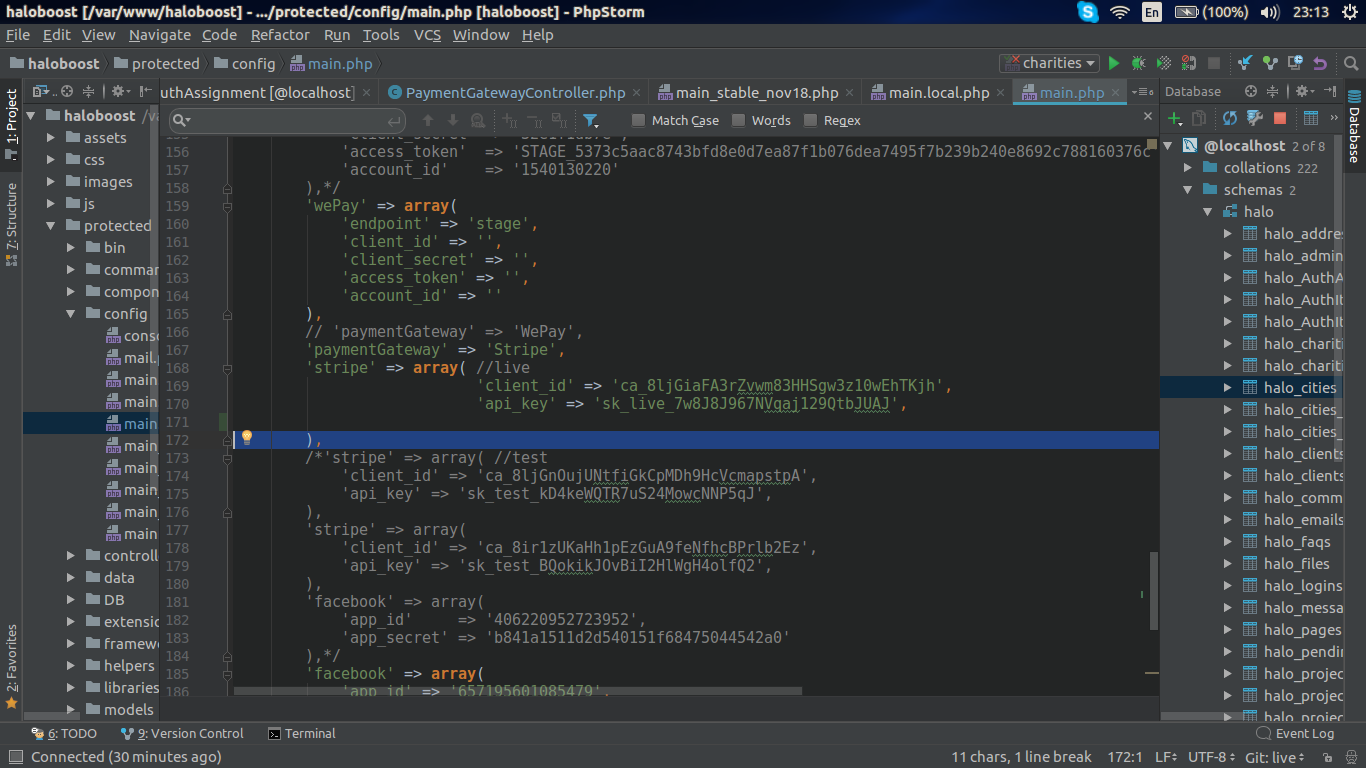 haloboost [/var/www/haloboost] - .../protected/config/main.php [haloboost] - PhpStorm
En (100%) 23:13
File Edit View Navigate Code Refactor Run Tools VCS Window Help
haloboost protected config main.php charities
uthAssignment [@localhost] PaymentGatewayController.php main_stable_nov18.php main.local.php main.php
Match Case Words Regex
1: Project
7: Structure
2: Favorites
haloboost
assets
css
images
js
protected
bin
comman
compon
config
conso
mail.p
main
main
main
main
main
main
main
main
controll
data
DB
extensio
framew
helpers
libraries
models
156 'access_token' => 'STAGE_5373c5aac8743bfd8e0d7ea87f1b076dea7495f7b239b240e8692c788160376c
157 'account_id' => '1540130220'
158 ),*/
159 'wePay' => array(
160 'endpoint' => 'stage',
161 'client_id' => '',
162 'client_secret' => '',
163 'access_token' => '',
164 'account_id' => ''
165 ),
166 // 'paymentGateway' => 'WePay',
167 'paymentGateway' => 'Stripe',
168 'stripe' => array( //live
169 'client_id' => 'ca_8ljGiaFA3rZvwm83HHSgw3z10wEhTKjh',
170 'api_key' => 'sk_live_7w8J8J967NVqaj129QtbJUAJ',
171
172 ),
173 /*'stripe' => array( //test
174 'client_id' => 'ca_8ljGnOujUNtfiGkCpMDh9HcVcmapstpA',
175 'api_key' => 'sk_test_kD4keWQTR7uS24MowcNNP5qJ',
176 ),
177 'stripe' => array(
178 'client_id' => 'ca_8ir1zUKaHh1pEzGuA9feNfhcBPrlb2Ez',
179 'api_key' => 'sk_test_BQokikJOvBiI2HlWgH4olfQ2',
180 ),
181 'facebook' => array(
182 'app_id' => '406220952723952',
183 'app_secret' => 'b841a1511d2d540151f68475044542a0'
184 ),*/
185 'facebook' => array(
186 'app_id' => '657195601085479',
Database
@localhost 2 of 8
collations 222
schemas 2
halo
halo_addre
halo_admin
halo_AuthA
halo_AuthIt
halo_AuthIt
halo_chariti
halo_chariti
halo_cities
halo_cities_
halo_cities_
halo_clients
halo_clients
halo_comm
halo_emails
halo_faqs
halo_files
halo_logins
halo_messa
halo_pages
halo_pendin
halo_projec
halo_projec
halo_projec
Database
6: TODO 9: Version Control Terminal Event Log
Connected (30 minutes ago) 11 chars, 1 line break 172:1 LF UTF-8 Git: live